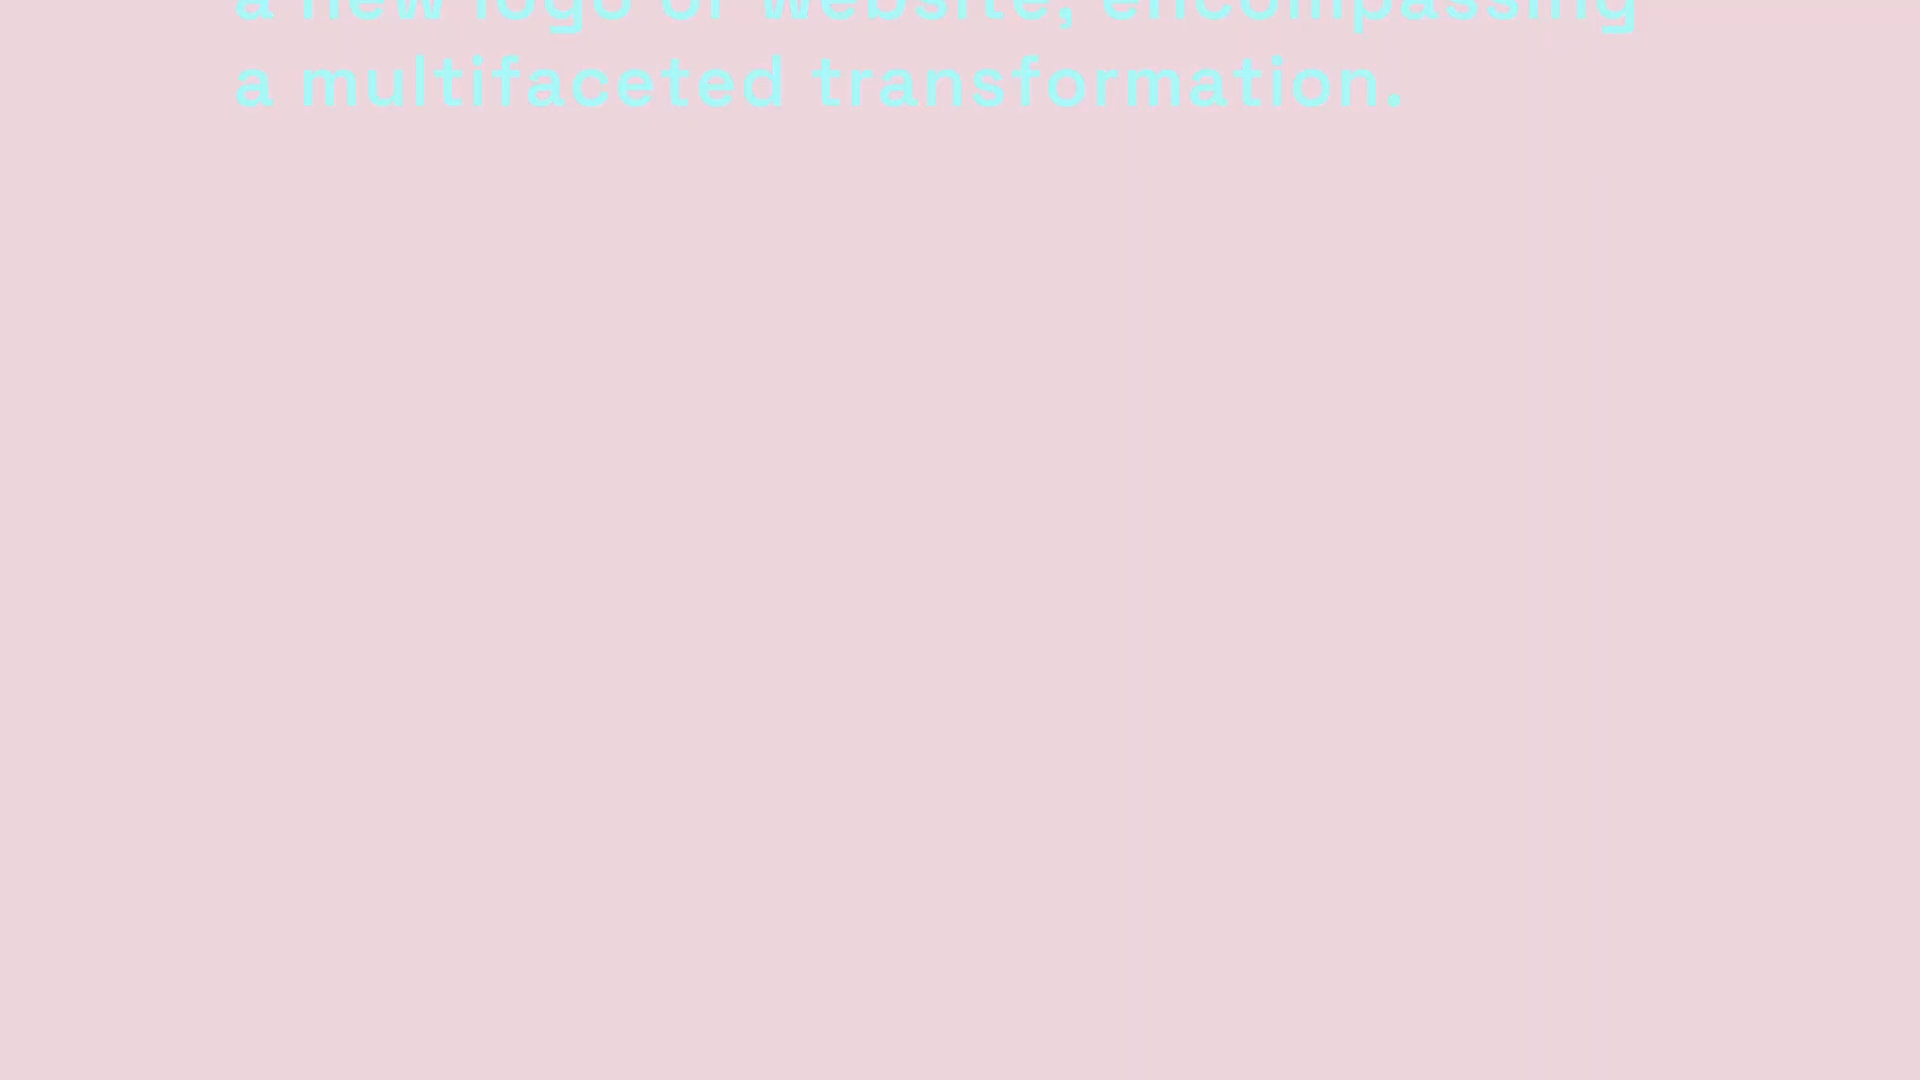 a new logo or website, encompassing
a multifaceted transformation.